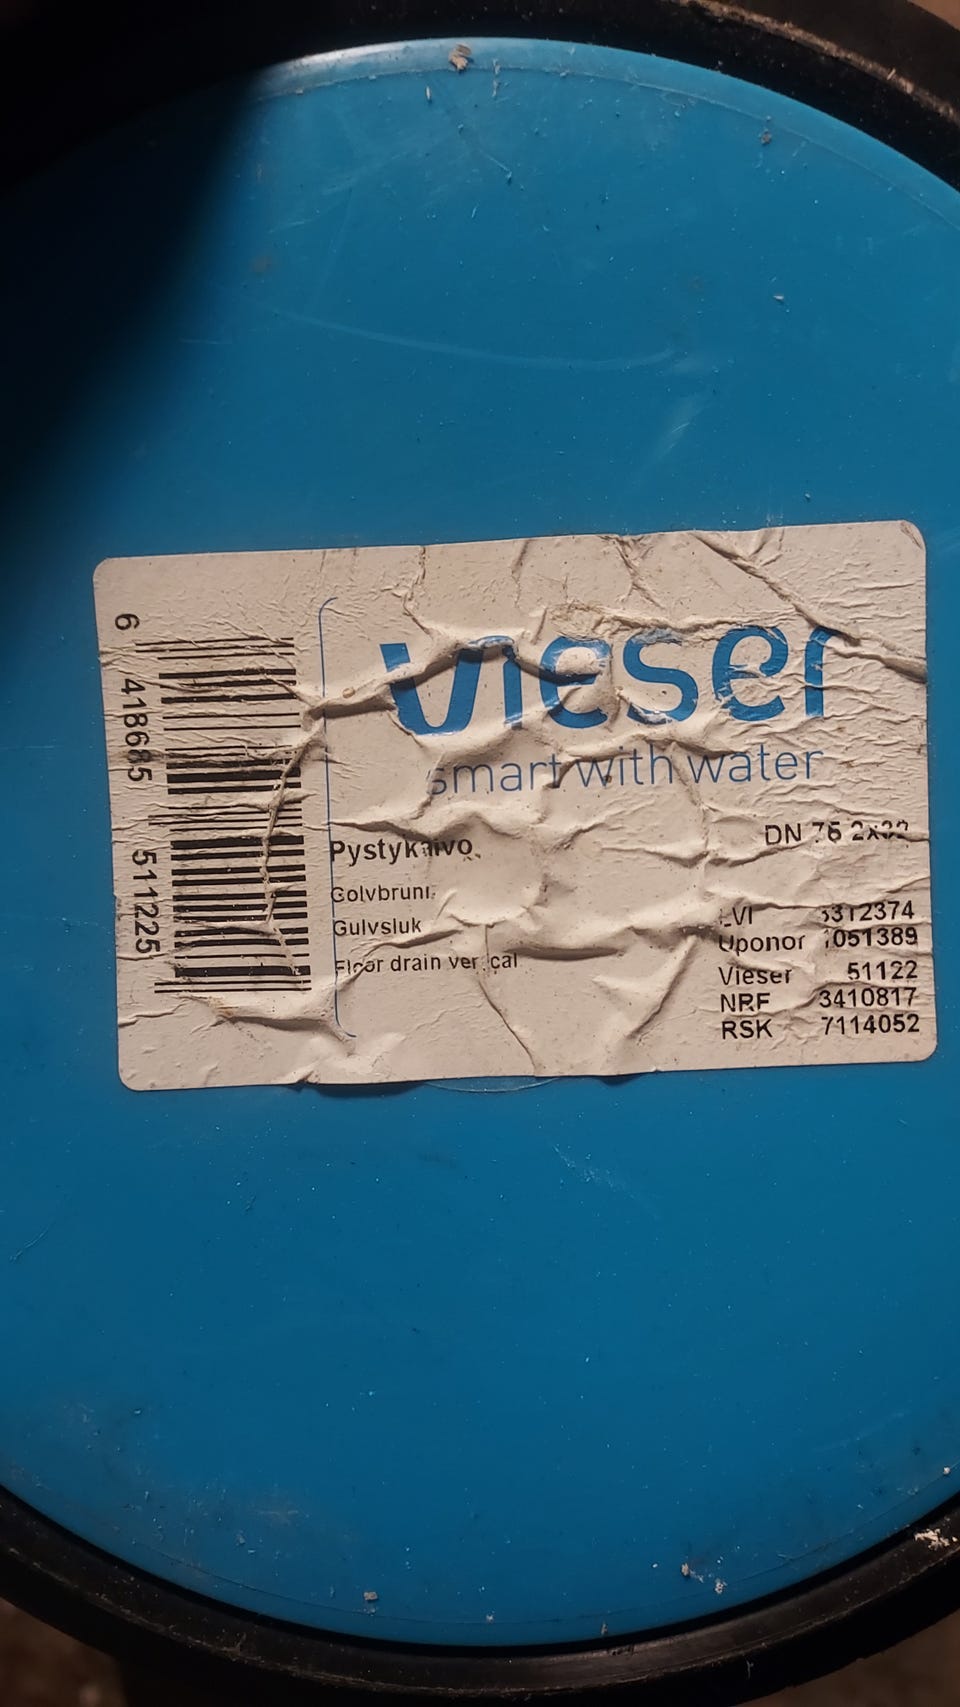 6 418685 511225
vieser
smart with water
DN 75 2x32
Pystykaivo
Golvbrunn
Gulvsluk
Floor drain vertical
LVI 3312374
Uponor 1051389
Vieser 51122
NRF 3410817
RSK 7114052